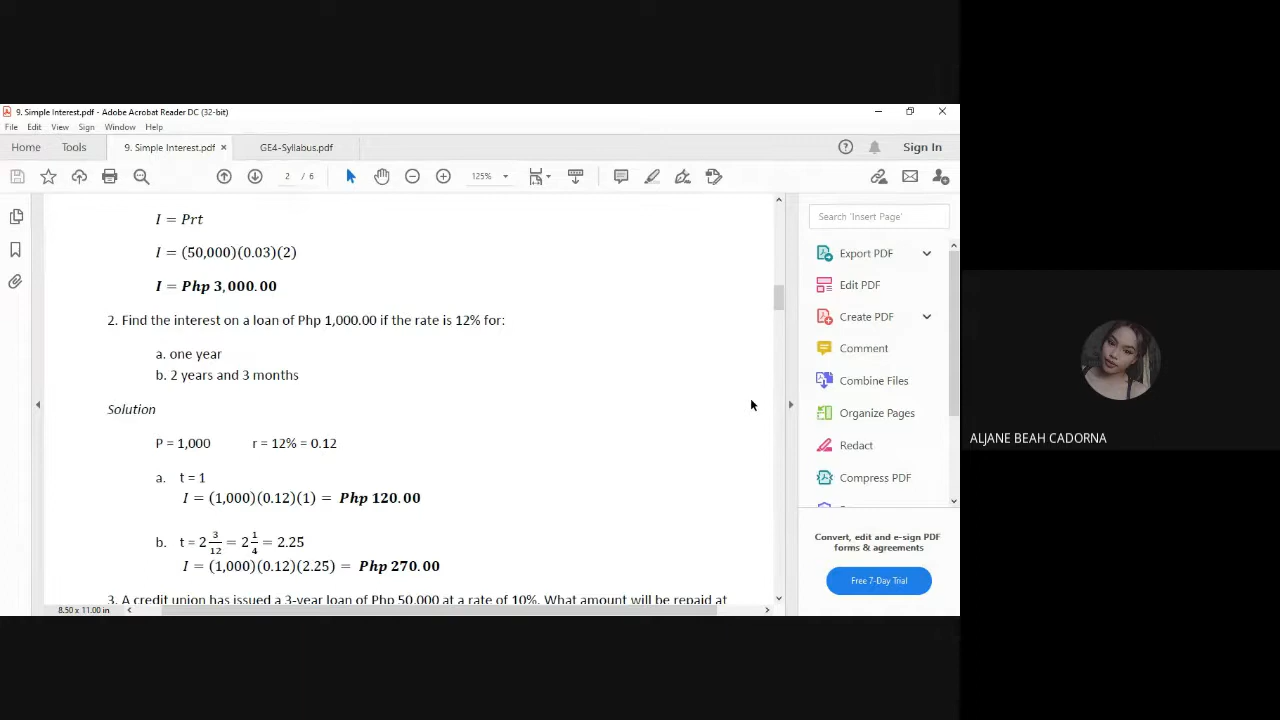 9. Simple Interest.pdf - Adobe Acrobat Reader DC (32-bit)
File Edit View Sign Window Help
Home Tools 9. Simple Interest.pdf × GE4-Syllabus.pdf Sign In
2 / 6 125%
I = Prt
I = (50,000)(0.03)(2)
I = Php 3,000.00
2. Find the interest on a loan of Php 1,000.00 if the rate is 12% for:
a. one year
b. 2 years and 3 months
Solution
P = 1,000 r = 12% = 0.12
a. t = 1
I = (1,000)(0.12)(1) = Php 120.00
b. t = 2 3/12 = 2 1/4 = 2.25
I = (1,000)(0.12)(2.25) = Php 270.00
3. A credit union has issued a 3-year loan of Php 50,000 at a rate of 10%. What amount will be repaid at
8.50 x 11.00 in
Search 'Insert Page'
Export PDF
Edit PDF
Create PDF
Comment
Combine Files
Organize Pages
Redact
Compress PDF
Convert, edit and e-sign PDF
forms & agreements
Free 7-Day Trial
ALJANE BEAH CADORNA